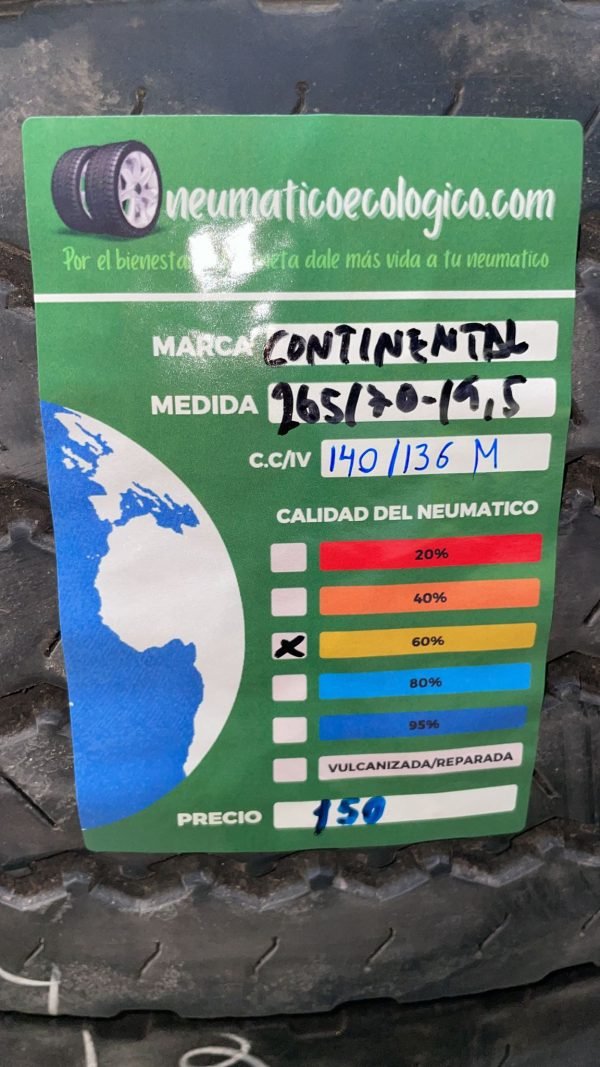 neumaticoecologico.com
Por el dale más vida a tu neumatico
MARCA CONTINENTAL
MEDIDA 265/70-19,5
C.C/IV 140/136 M
CALIDAD DEL NEUMATICO
20%
40%
X 60%
80%
95%
VULCANIZADA/REPARADA
PRECIO 150